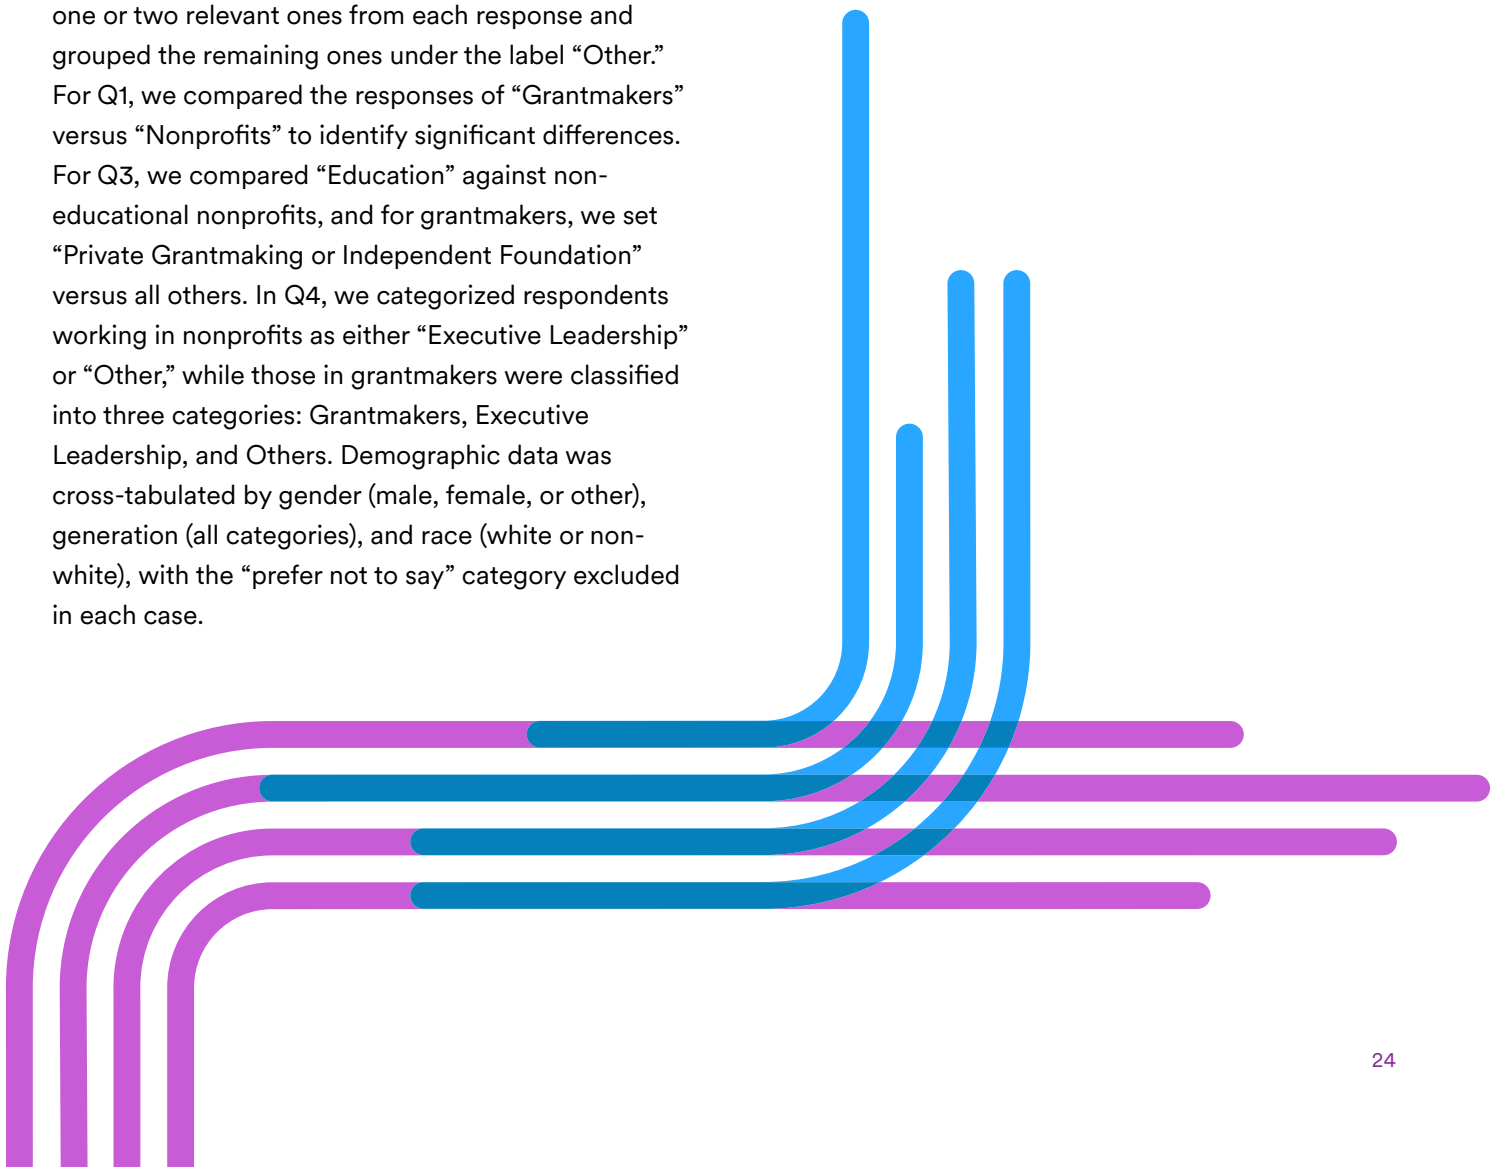 one or two relevant ones from each response and
grouped the remaining ones under the label “Other.”
For Q1, we compared the responses of “Grantmakers”
versus “Nonprofits” to identify significant differences.
For Q3, we compared “Education” against non-
educational nonprofits, and for grantmakers, we set
“Private Grantmaking or Independent Foundation”
versus all others. In Q4, we categorized respondents
working in nonprofits as either “Executive Leadership”
or “Other,” while those in grantmakers were classified
into three categories: Grantmakers, Executive
Leadership, and Others. Demographic data was
cross-tabulated by gender (male, female, or other),
generation (all categories), and race (white or non-
white), with the “prefer not to say” category excluded
in each case.
24